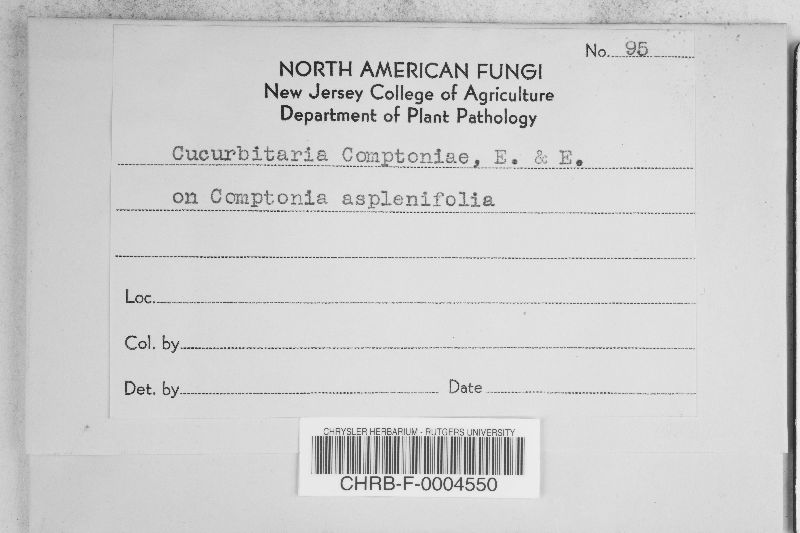 No. 95
NORTH AMERICAN FUNGI
New Jersey College of Agriculture
Department of Plant Pathology
Cucurbitaria Comptoniae, E. & E.
on Comptonia asplenifolia
Loc.
Col. by
Det. by Date
CHRYSLER HERBARIUM - RUTGERS UNIVERSITY
CHRB-F-0004550